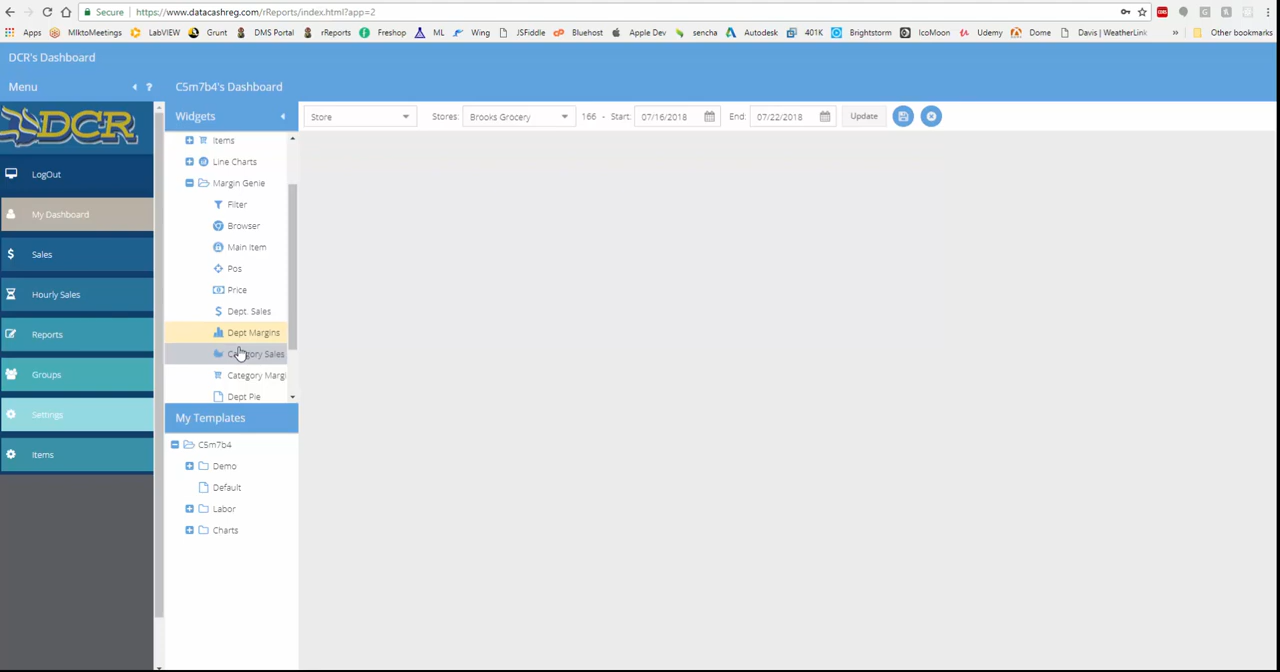 Secure https://www.datacashreg.com/rReports/index.html?app=2
Apps MIktoMeetings LabVIEW Grunt DMS Portal rReports Freshop ML Wing JSFiddle Bluehost Apple Dev sencha Autodesk 401K Brightstorm IcoMoon Udemy Dome Davis | WeatherLink » Other bookmarks
DCR's Dashboard
Menu ?
C5m7b4's Dashboard
DCR
Widgets
Store Stores: Brooks Grocery 166 - Start: 07/16/2018 End: 07/22/2018 Update
LogOut
My Dashboard
Sales
Hourly Sales
Reports
Groups
Settings
Items
Items
Line Charts
Margin Genie
Filter
Browser
Main Item
Pos
Price
Dept. Sales
Dept Margins
Category Sales
Category Margi
Dept Pie
My Templates
C5m7b4
Demo
Default
Labor
Charts